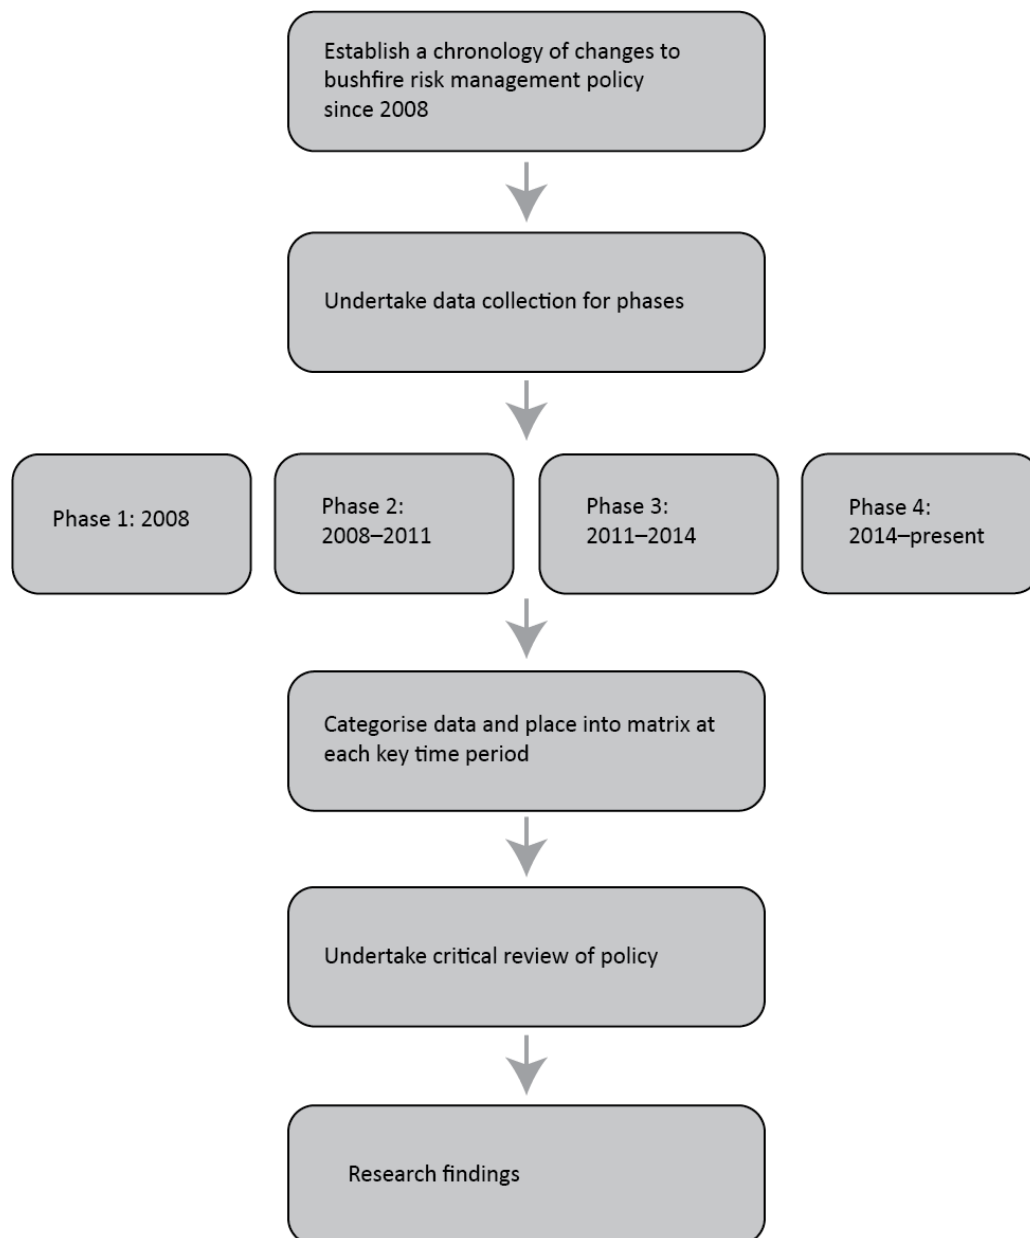 Establish a chronology of changes to
bushfire risk management policy
since 2008
Undertake data collection for phases
Phase 1: 2008
Phase 2:
2008–2011
Phase 3:
2011–2014
Phase 4:
2014–present
Categorise data and place into matrix at
each key time period
Undertake critical review of policy
Research findings